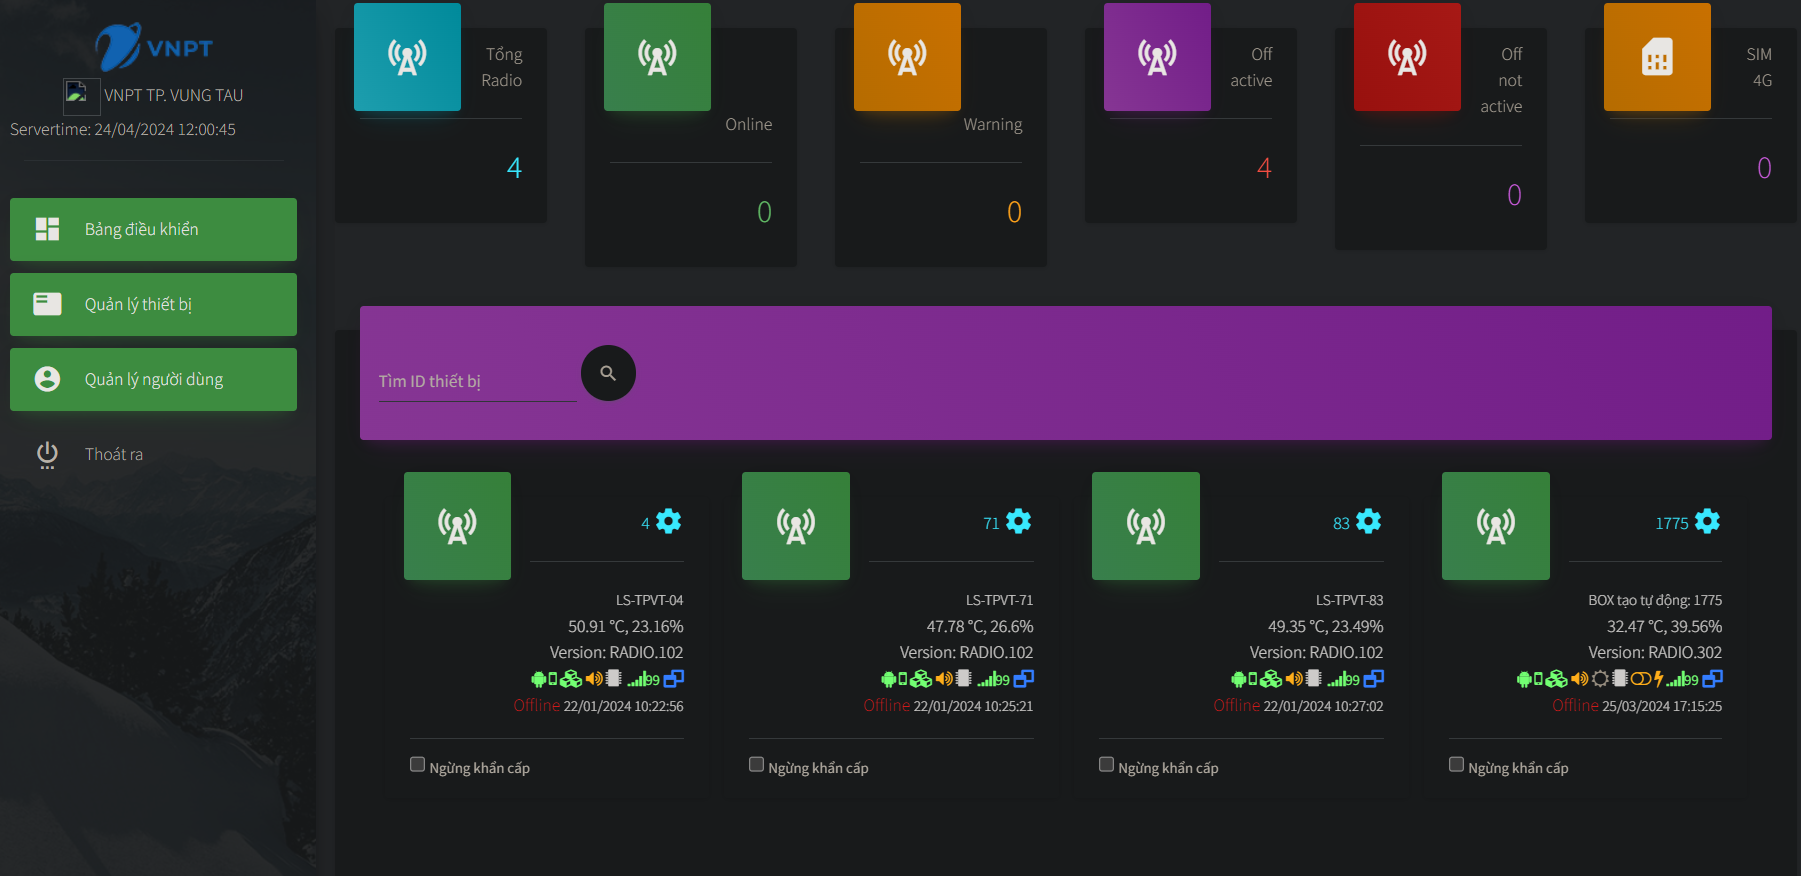 VNPT
VNPT TP. VUNG TAU
Servertime: 24/04/2024 12:00:45
Bảng điều khiển
Quản lý thiết bị
Quản lý người dùng
Thoát ra
Tổng
Radio
4
Online
0
Warning
0
Off
active
4
Off
not
active
0
SIM
4G
0
Tìm ID thiết bị
4
LS-TPVT-04
50.91 °C, 23.16%
Version: RADIO.102
99
Offline 22/01/2024 10:22:56
Ngừng khẩn cấp
71
LS-TPVT-71
47.78 °C, 26.6%
Version: RADIO.102
99
Offline 22/01/2024 10:25:21
Ngừng khẩn cấp
83
LS-TPVT-83
49.35 °C, 23.49%
Version: RADIO.102
99
Offline 22/01/2024 10:27:02
Ngừng khẩn cấp
1775
BOX tạo tự động: 1775
32.47 °C, 39.56%
Version: RADIO.302
99
Offline 25/03/2024 17:15:25
Ngừng khẩn cấp